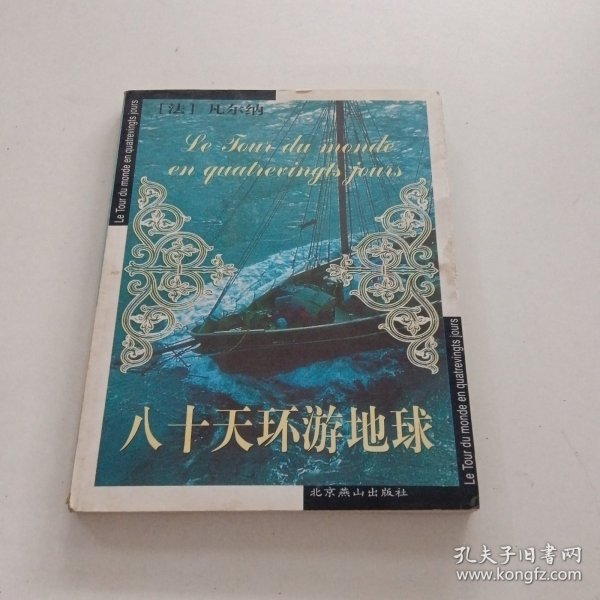 [法] 凡尔纳
Le Tour du monde
en quatrevingts jours
Le Tour du monde en quatrevingts jours
八十天环游地球
Le Tour du monde en quatrevingts jours
北京燕山出版社
孔夫子旧书网
www.kongfz.com